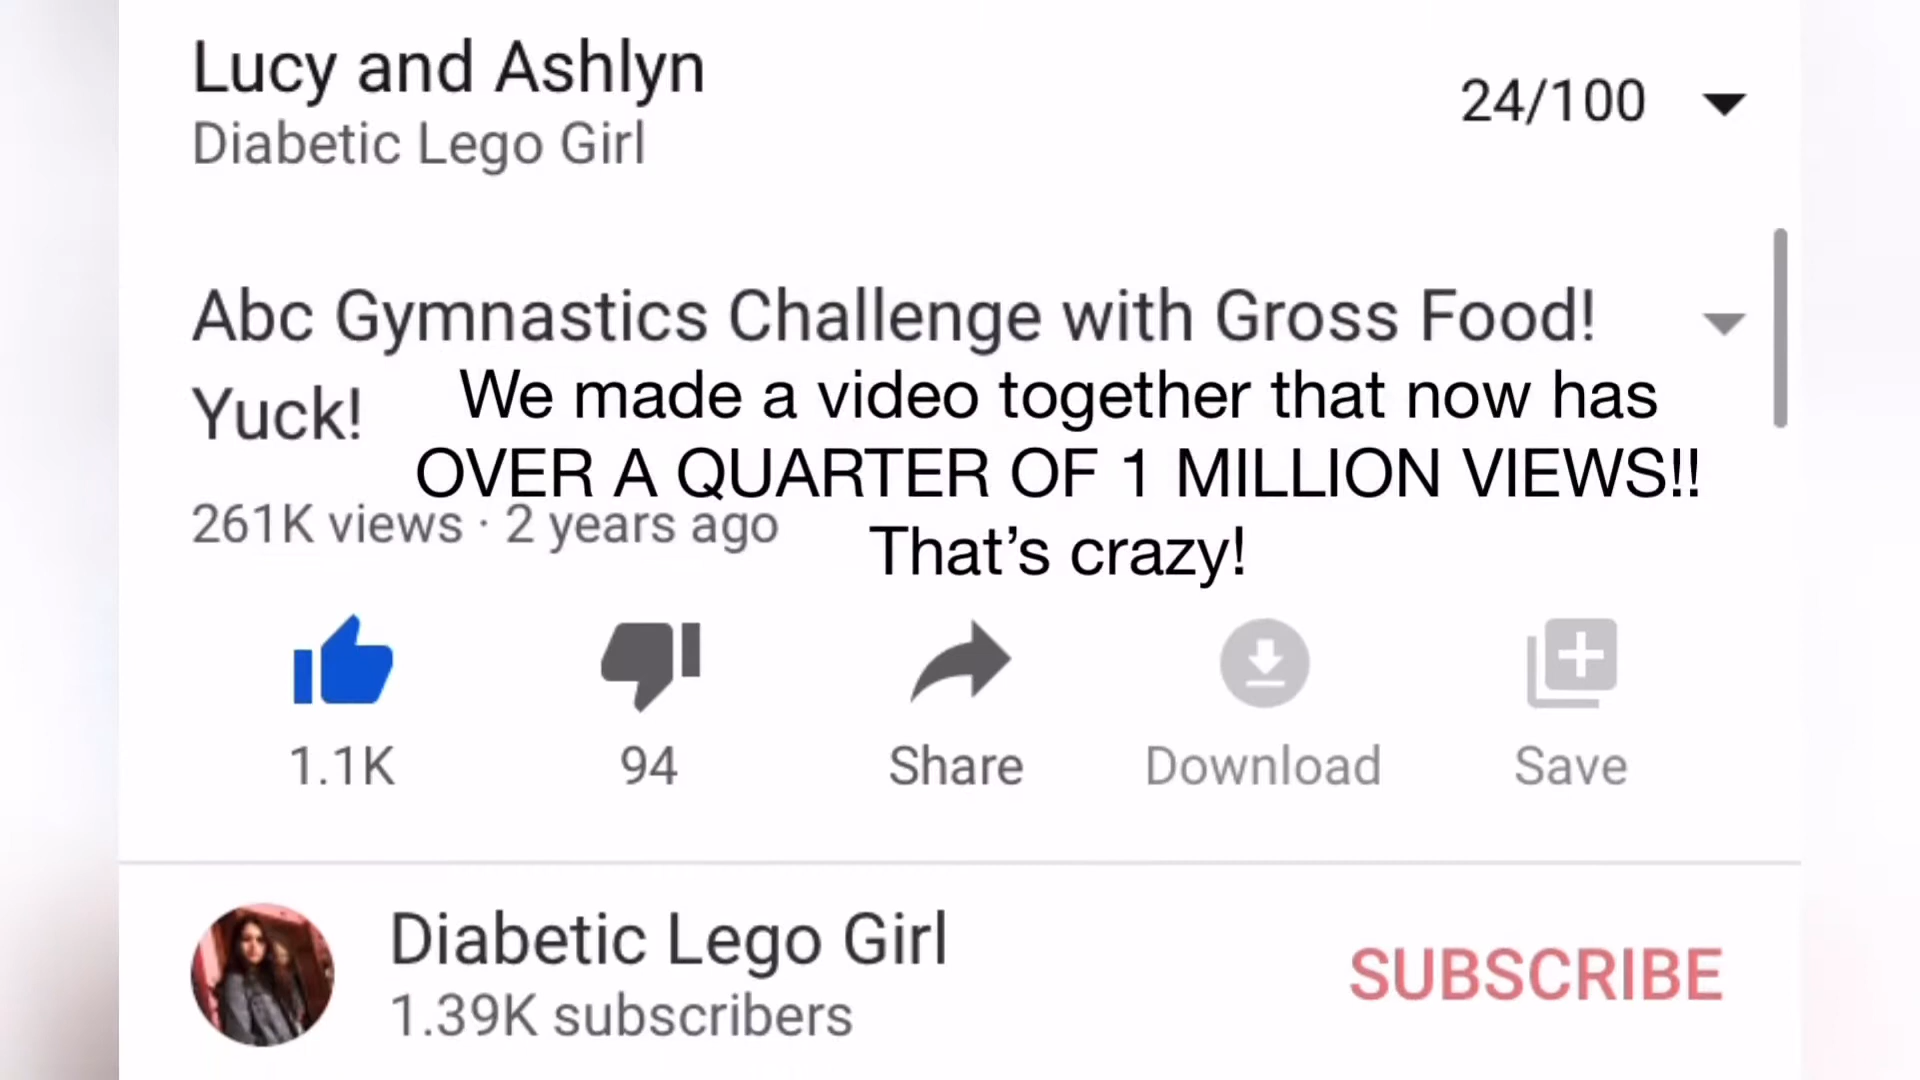 Lucy and Ashlyn
Diabetic Lego Girl
24/100
Abc Gymnastics Challenge with Gross Food!
Yuck!
We made a video together that now has
OVER A QUARTER OF 1 MILLION VIEWS!!
That's crazy!
261K views · 2 years ago
1.1K
94
Share
Download
Save
Diabetic Lego Girl
1.39K subscribers
SUBSCRIBE